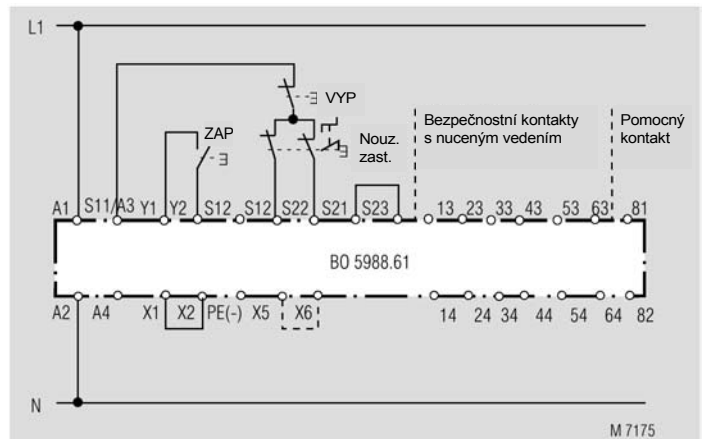 L1
VYP
ZAP
Nouz.
zast.
Bezpečnostní kontakty
s nuceným vedením
Pomocný
kontakt
A1 S11/A3 Y1 Y2 S12 S12 S22 S21 S23 13 23 33 43 53 63 81
BO 5988.61
A2 A4 X1 X2 PE(-) X5 X6 14 24 34 44 54 64 82
N
M 7175